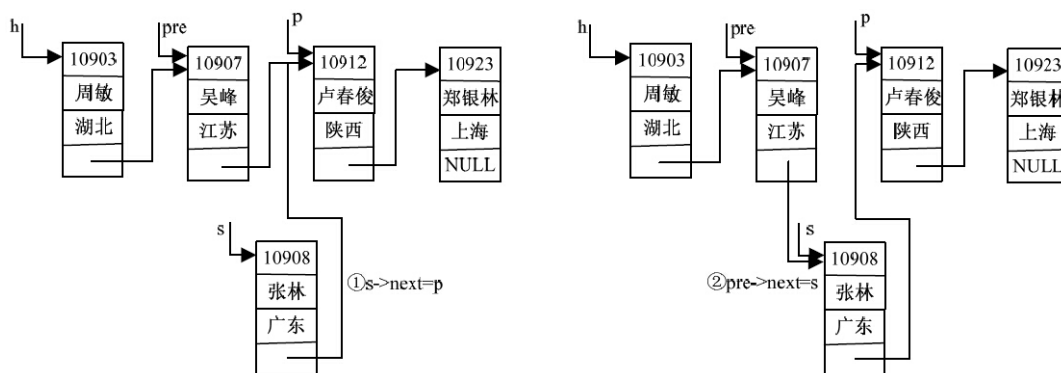 h
pre
p
10903
周敏
湖北
10907
吴峰
江苏
10912
卢春俊
陕西
10923
郑银林
上海
NULL
s
10908
张林
广东
①s->next=p
h
pre
p
10903
周敏
湖北
10907
吴峰
江苏
10912
卢春俊
陕西
10923
郑银林
上海
NULL
s
10908
张林
广东
②pre->next=s